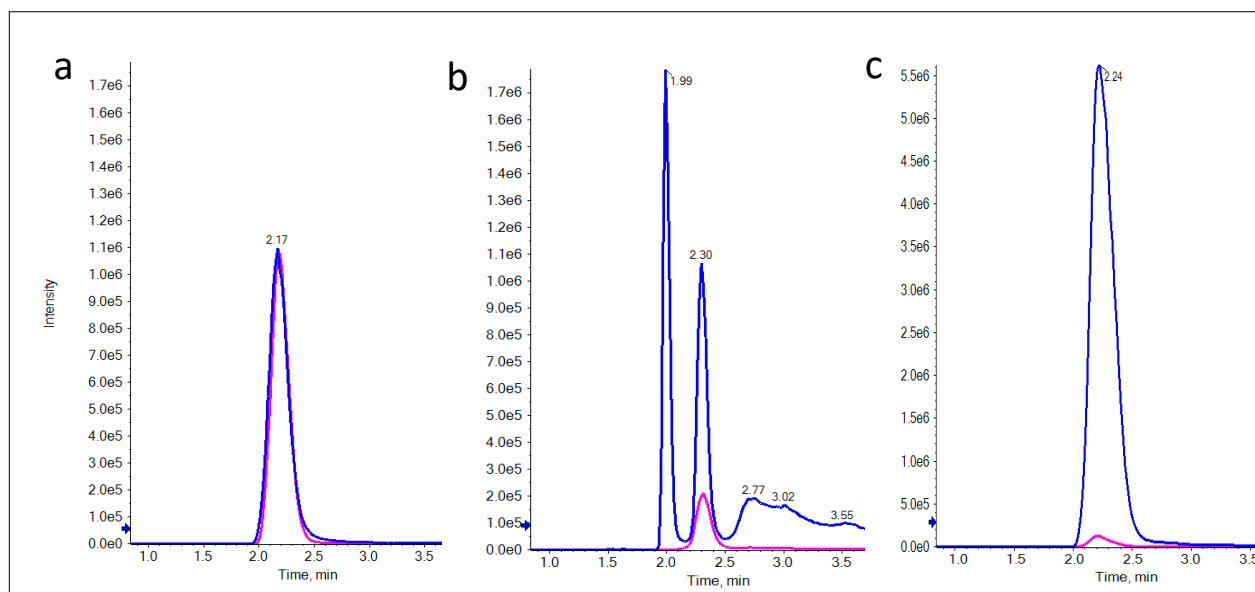 a
Intensity
1.7e6
1.6e6
1.5e6
1.4e6
1.3e6
1.2e6
1.1e6
1.0e6
9.0e5
8.0e5
7.0e5
6.0e5
5.0e5
4.0e5
3.0e5
2.0e5
1.0e5
0.0e0
2.17
1.0 1.5 2.0 2.5 3.0 3.5
Time, min
b
1.7e6
1.6e6
1.5e6
1.4e6
1.3e6
1.2e6
1.1e6
1.0e6
9.0e5
8.0e5
7.0e5
6.0e5
5.0e5
4.0e5
3.0e5
2.0e5
1.0e5
0.0e0
1.99
2.30
2.77 3.02
3.55
1.0 1.5 2.0 2.5 3.0 3.5
Time, min
c
5.5e6
5.0e6
4.5e6
4.0e6
3.5e6
3.0e6
2.5e6
2.0e6
1.5e6
1.0e6
5.0e5
0.0e0
2.24
1.0 1.5 2.0 2.5 3.0 3.5
Time, min